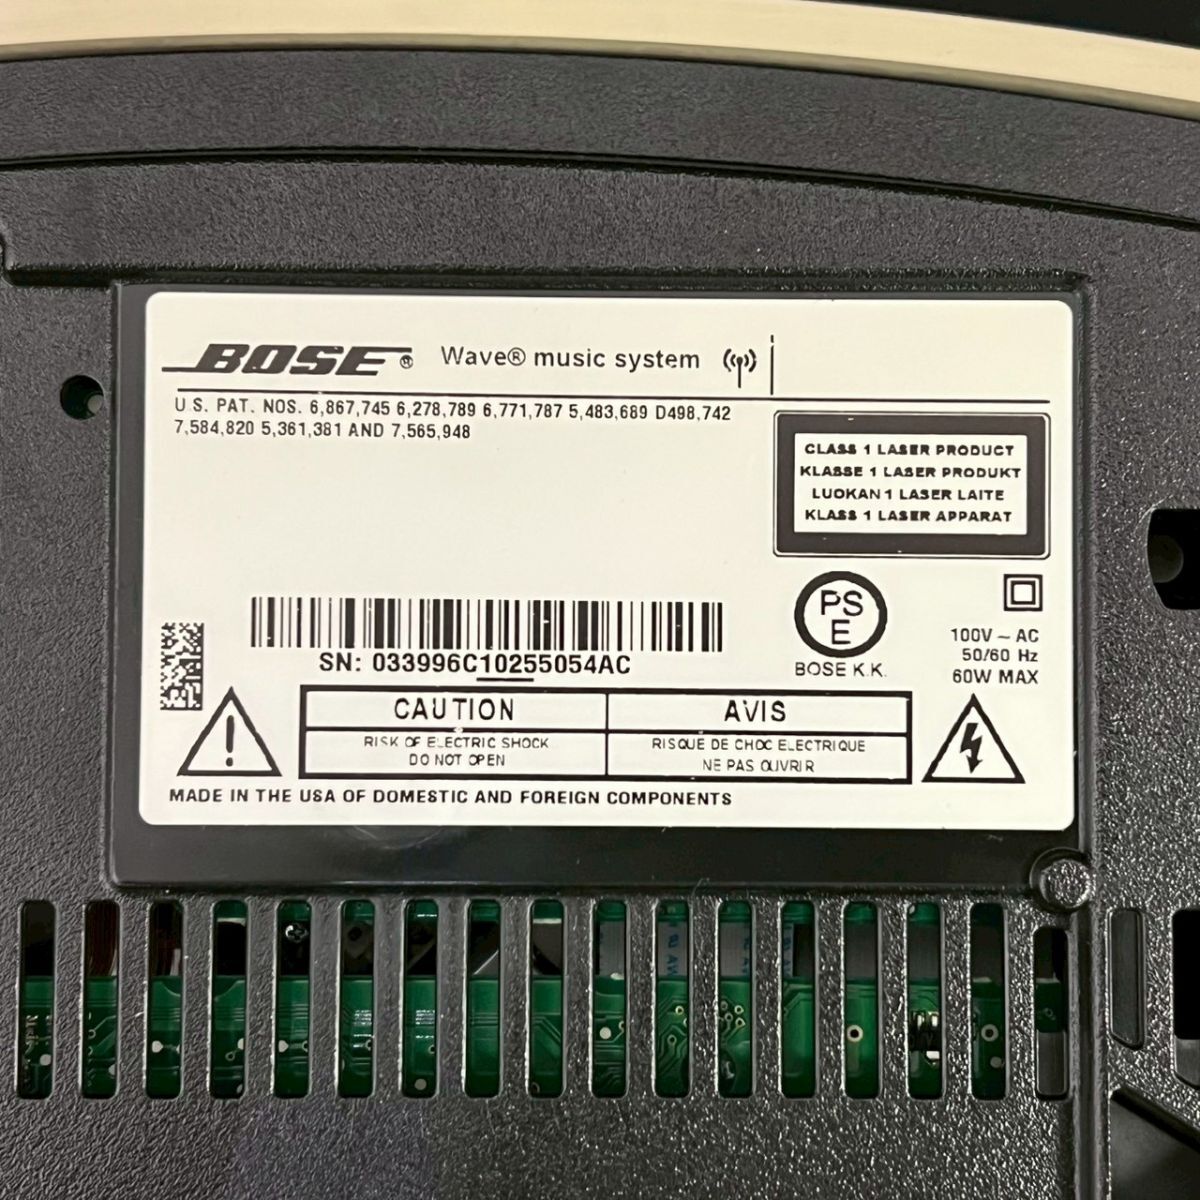 BOSE® Wave® music system
U.S. PAT. NOS. 6,867,745 6,278,789 6,771,787 5,483,689 D498,742
7,584,820 5,361,381 AND 7,565,948
CLASS 1 LASER PRODUCT
KLASSE 1 LASER PRODUKT
LUOKAN 1 LASER LAITE
KLASS 1 LASER APPARAT
PS
E
BOSE K.K.
100V ~ AC
50/60 Hz
60W MAX
SN: 033996C10255054AC
CAUTION
RISK OF ELECTRIC SHOCK
DO NOT OPEN
AVIS
RISQUE DE CHOC ELECTRIQUE
NE PAS OUVRIR
MADE IN THE USA OF DOMESTIC AND FOREIGN COMPONENTS